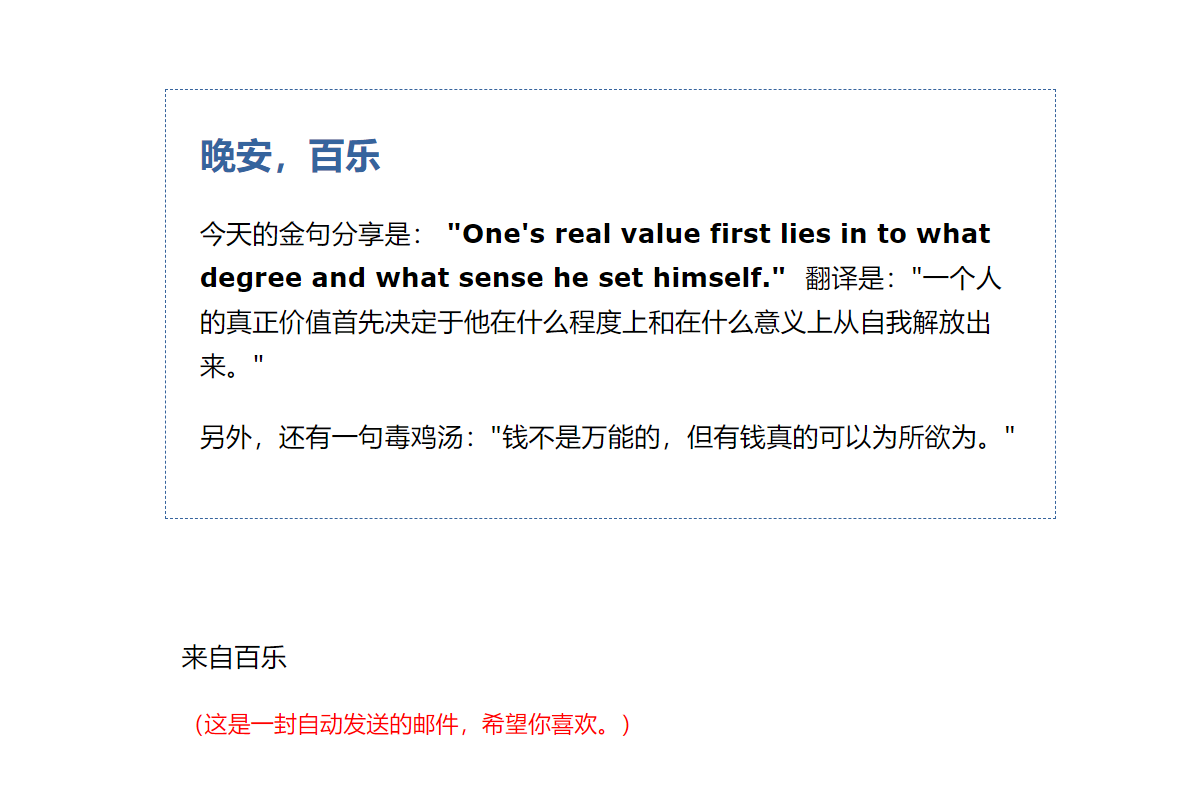 晚安，百乐
今天的金句分享是： "One's real value first lies in to what
degree and what sense he set himself." 翻译是："一个人
的真正价值首先决定于他在什么程度上和在什么意义上从自我解放出
来。"
另外，还有一句毒鸡汤："钱不是万能的，但有钱真的可以为所欲为。"
来自百乐
（这是一封自动发送的邮件，希望你喜欢。）